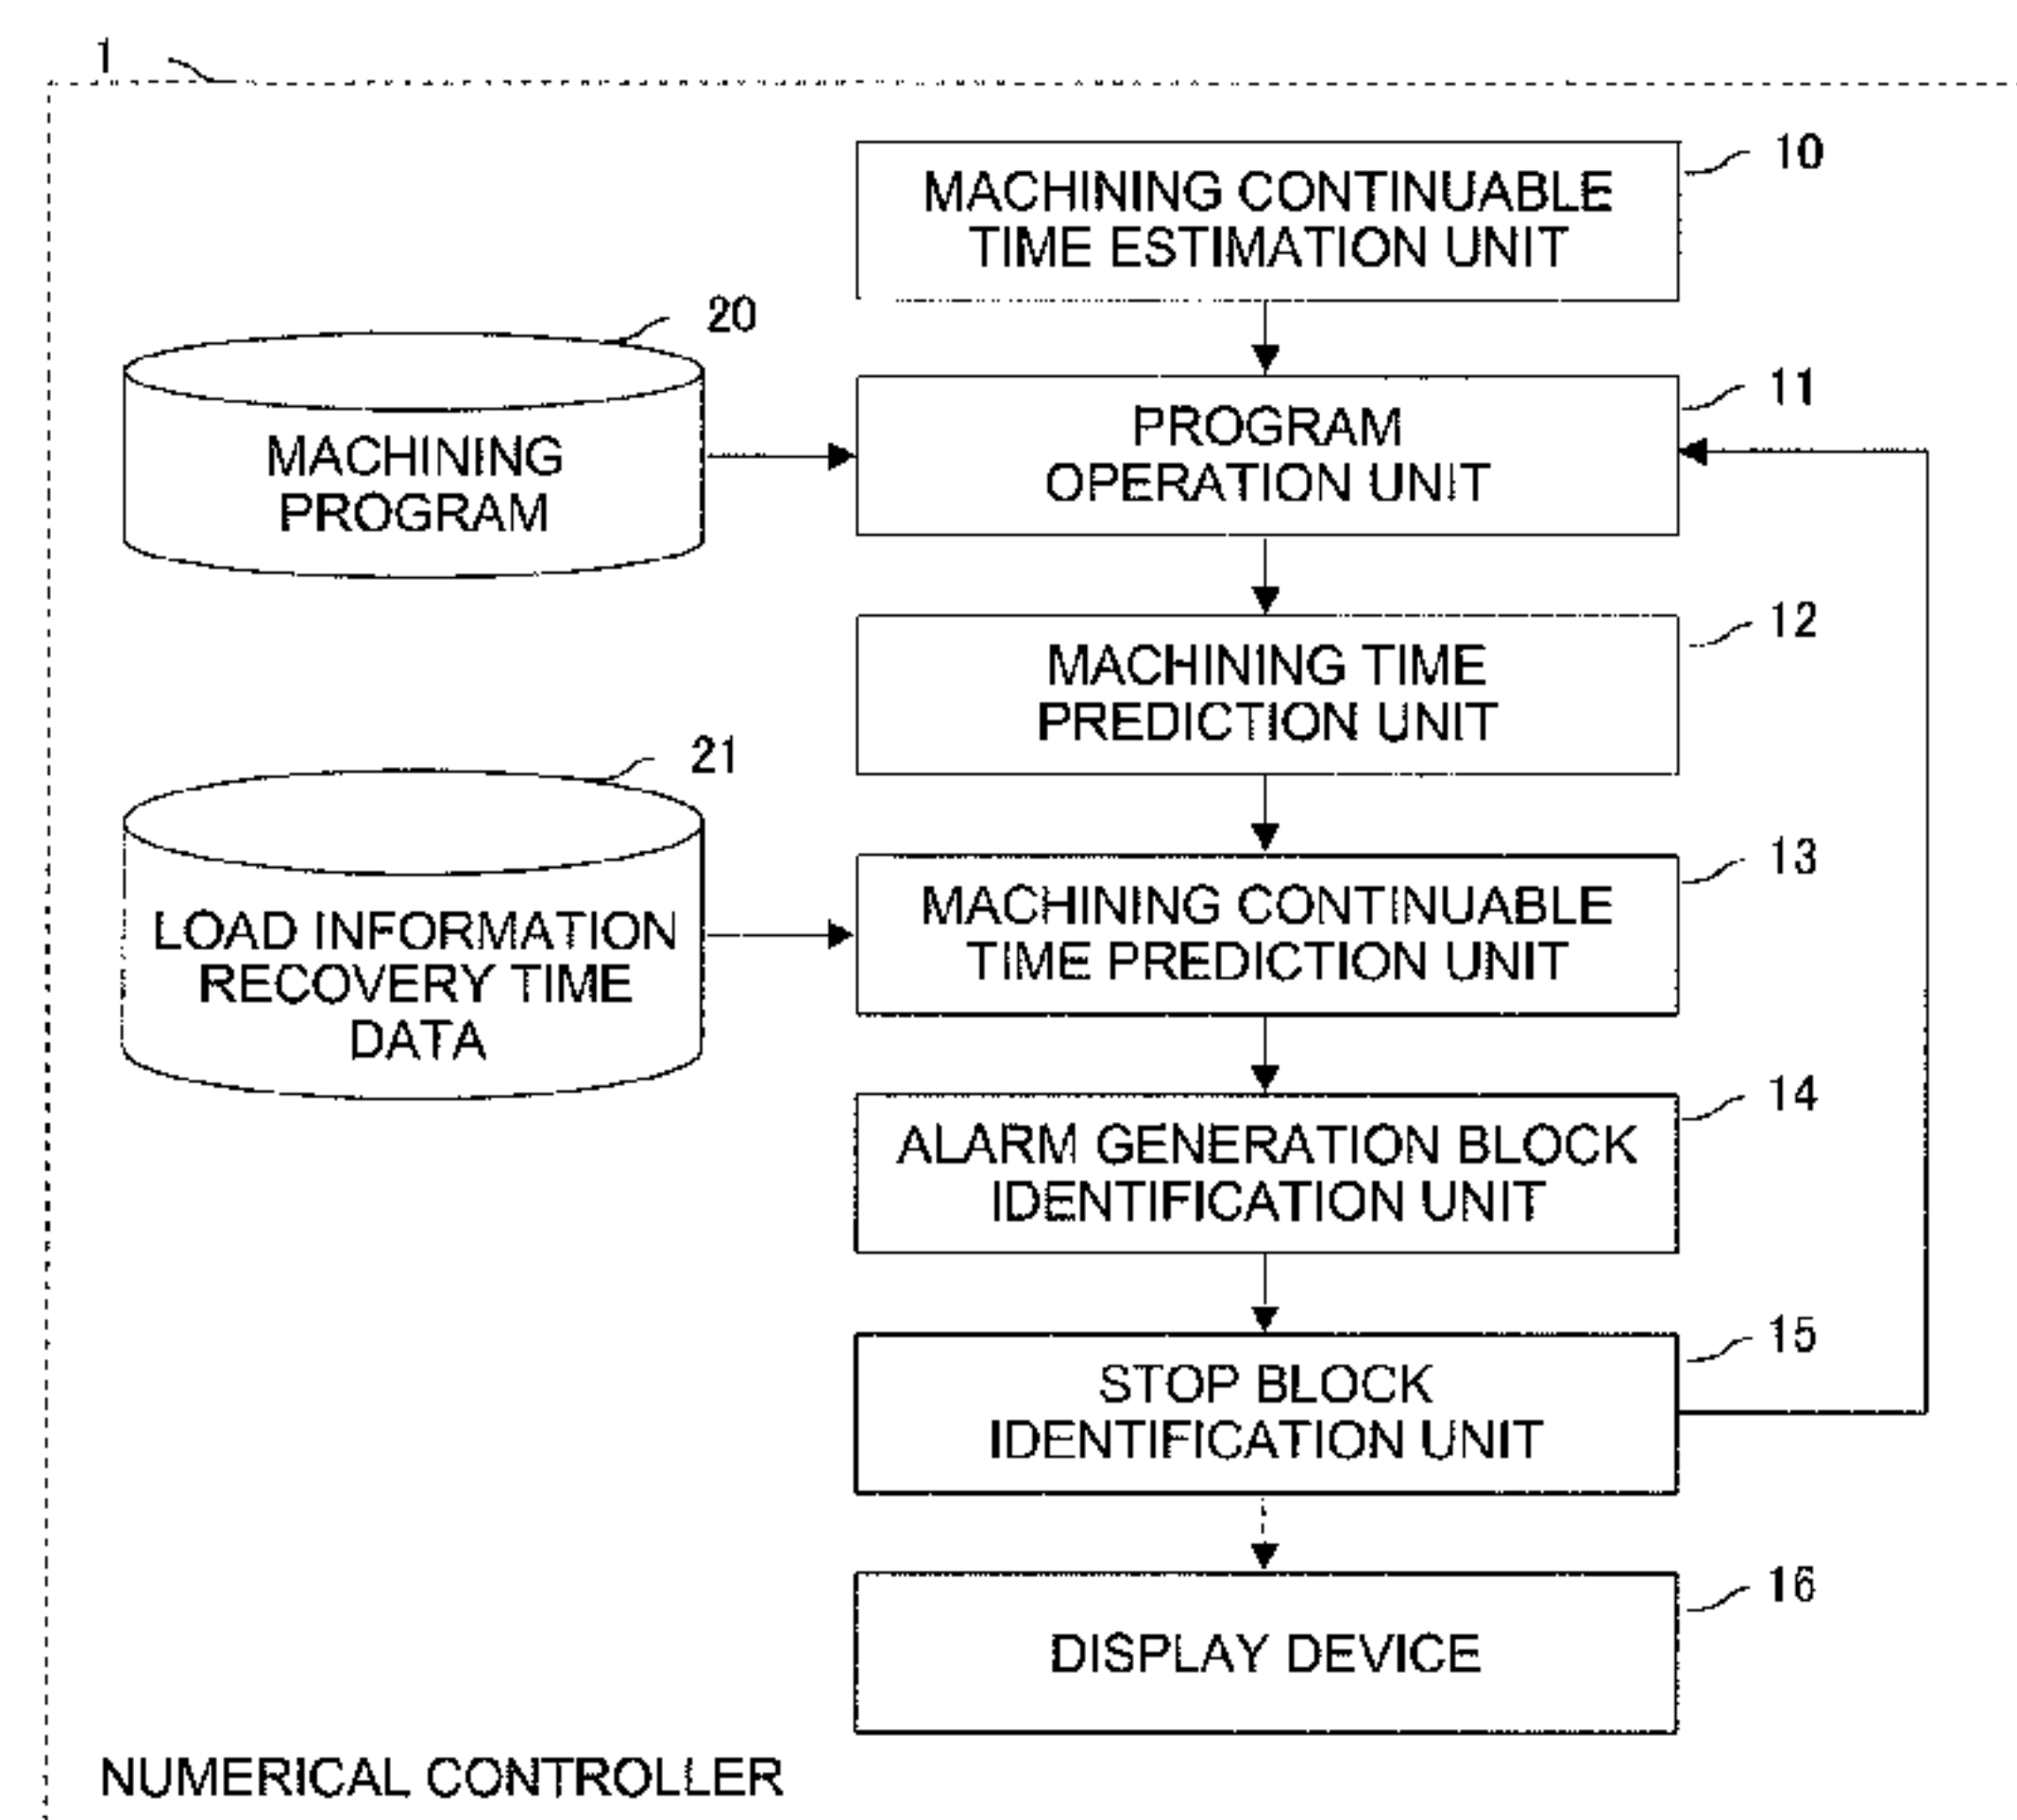 1
10
MACHINING CONTINUABLE
TIME ESTIMATION UNIT
20
MACHINING
PROGRAM
11
PROGRAM
OPERATION UNIT
12
MACHINING TIME
PREDICTION UNIT
21
LOAD INFORMATION
RECOVERY TIME
DATA
13
MACHINING CONTINUABLE
TIME PREDICTION UNIT
14
ALARM GENERATION BLOCK
IDENTIFICATION UNIT
15
STOP BLOCK
IDENTIFICATION UNIT
16
DISPLAY DEVICE
NUMERICAL CONTROLLER